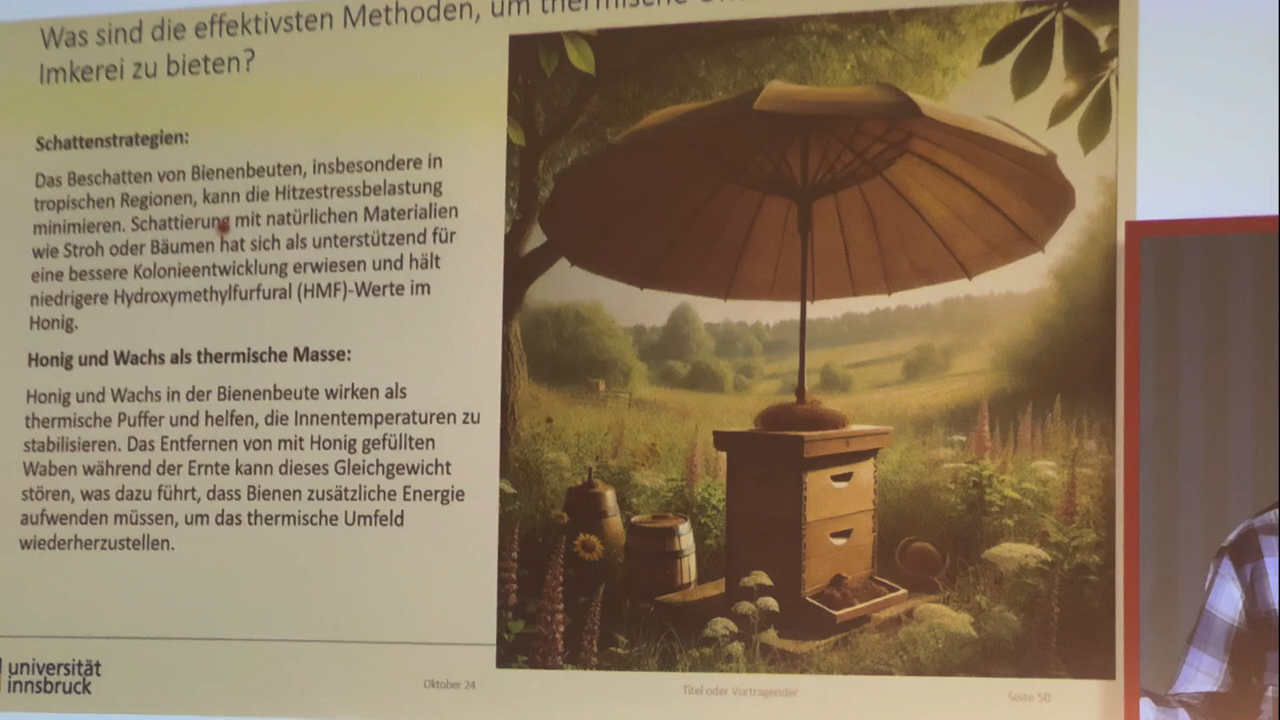 Was sind die effektivsten Methoden, um thermische
Imkerei zu bieten?
Schattenstrategien:
Das Beschatten von Bienenbeuten, insbesondere in
tropischen Regionen, kann die Hitzestressbelastung
minimieren. Schattierung mit natürlichen Materialien
wie Stroh oder Bäumen hat sich als unterstützend für
eine bessere Kolonieentwicklung erwiesen und hält
niedrigere Hydroxymethylfurfural (HMF)-Werte im
Honig.
Honig und Wachs als thermische Masse:
Honig und Wachs in der Bienenbeute wirken als
thermische Puffer und helfen, die Innentemperaturen zu
stabilisieren. Das Entfernen von mit Honig gefüllten
Waben während der Ernte kann dieses Gleichgewicht
stören, was dazu führt, dass Bienen zusätzliche Energie
aufwenden müssen, um das thermische Umfeld
wiederherzustellen.
universität
innsbruck
Oktober 24
Titel oder Vortragender
Seite 50